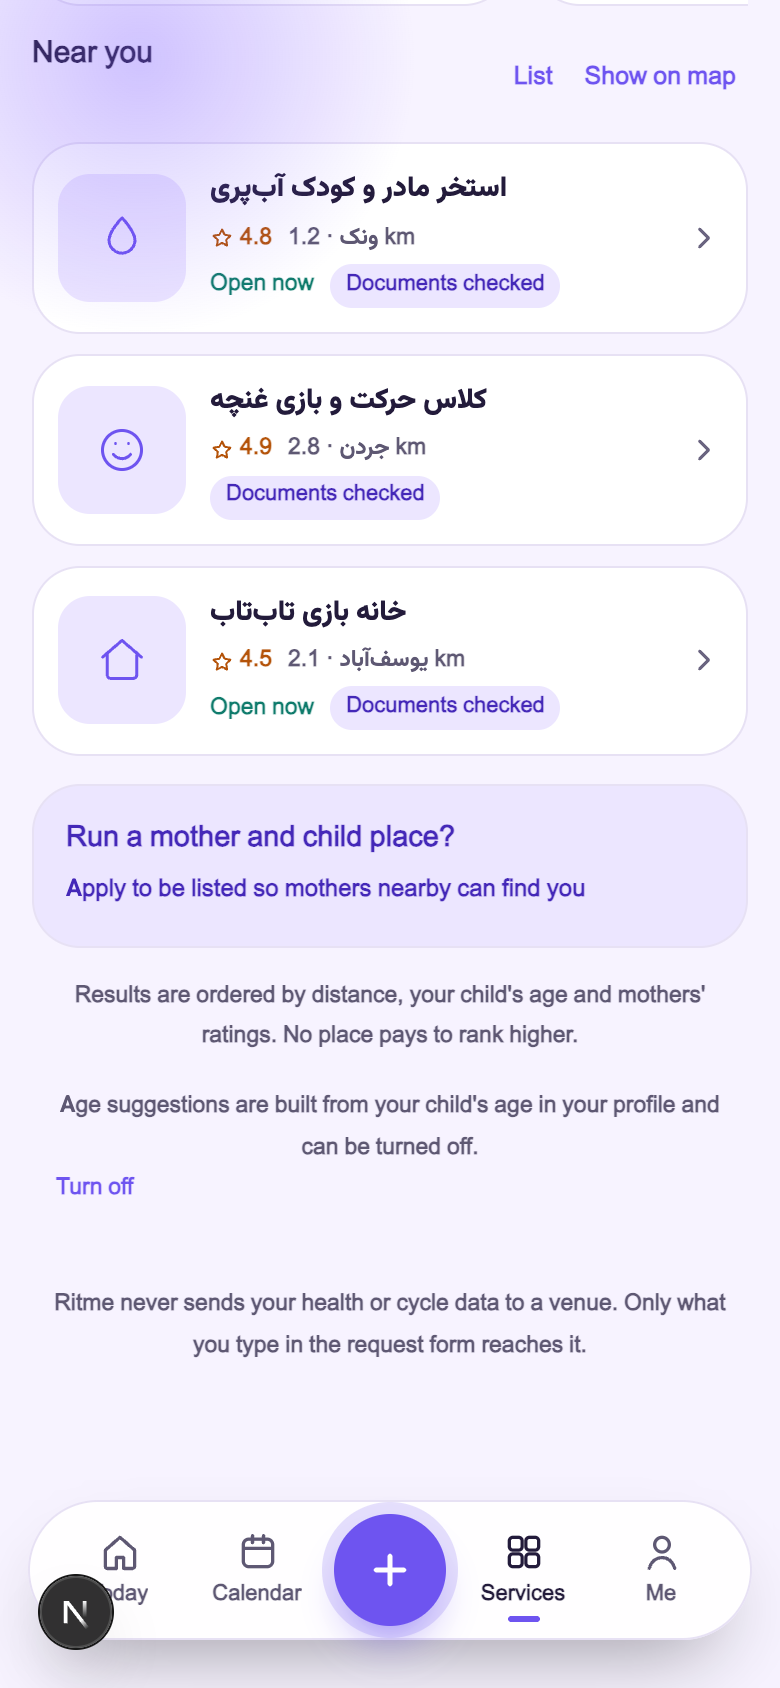 Near you
List
Show on map
استخر مادر و کودک آب‌پری
4.8 1.2 · ونک km
Open now
Documents checked
کلاس حرکت و بازی غنچه
4.9 2.8 · جردن km
Documents checked
خانه بازی تاب‌تاب
4.5 2.1 · یوسف‌آباد km
Open now
Documents checked
Run a mother and child place?
Apply to be listed so mothers nearby can find you
Results are ordered by distance, your child's age and mothers'
ratings. No place pays to rank higher.
Age suggestions are built from your child's age in your profile and
can be turned off.
Turn off
Ritme never sends your health or cycle data to a venue. Only what
you type in the request form reaches it.
Calendar
Services
Me
N